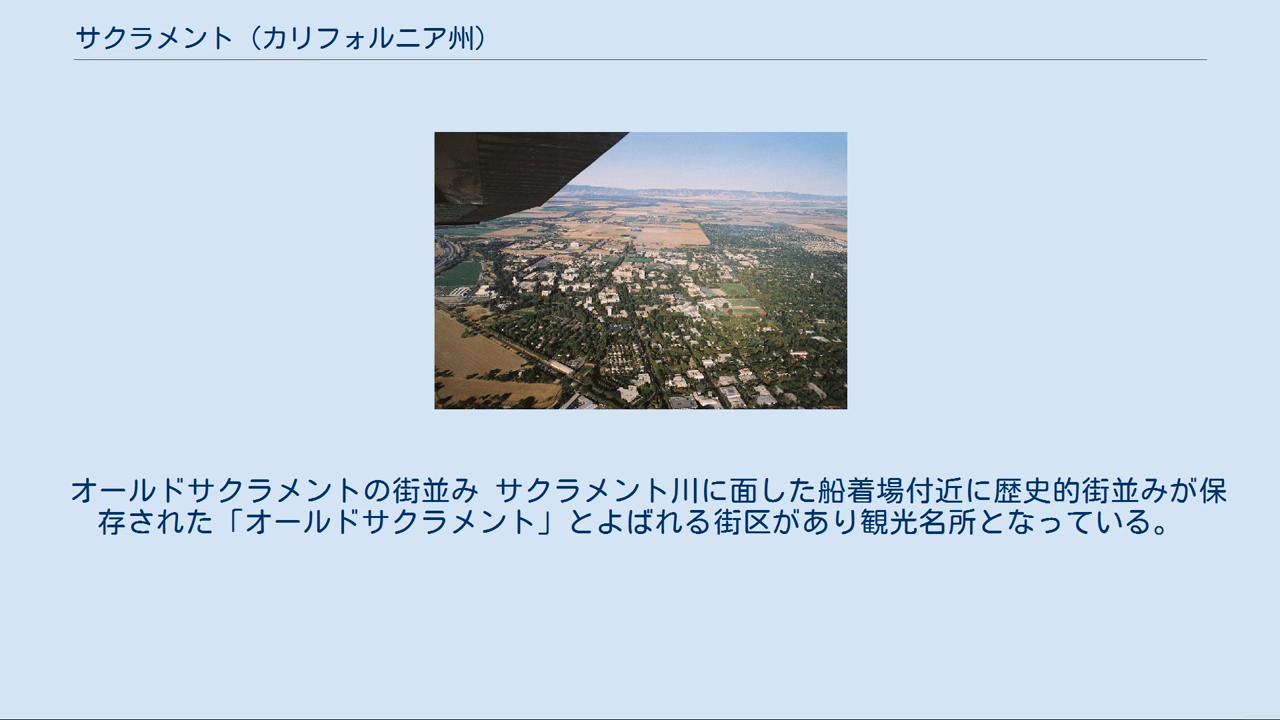 サクラメント（カリフォルニア州）
オールドサクラメントの街並み サクラメント川に面した船着場付近に歴史的街並みが保
存された「オールドサクラメント」とよばれる街区があり観光名所となっている。